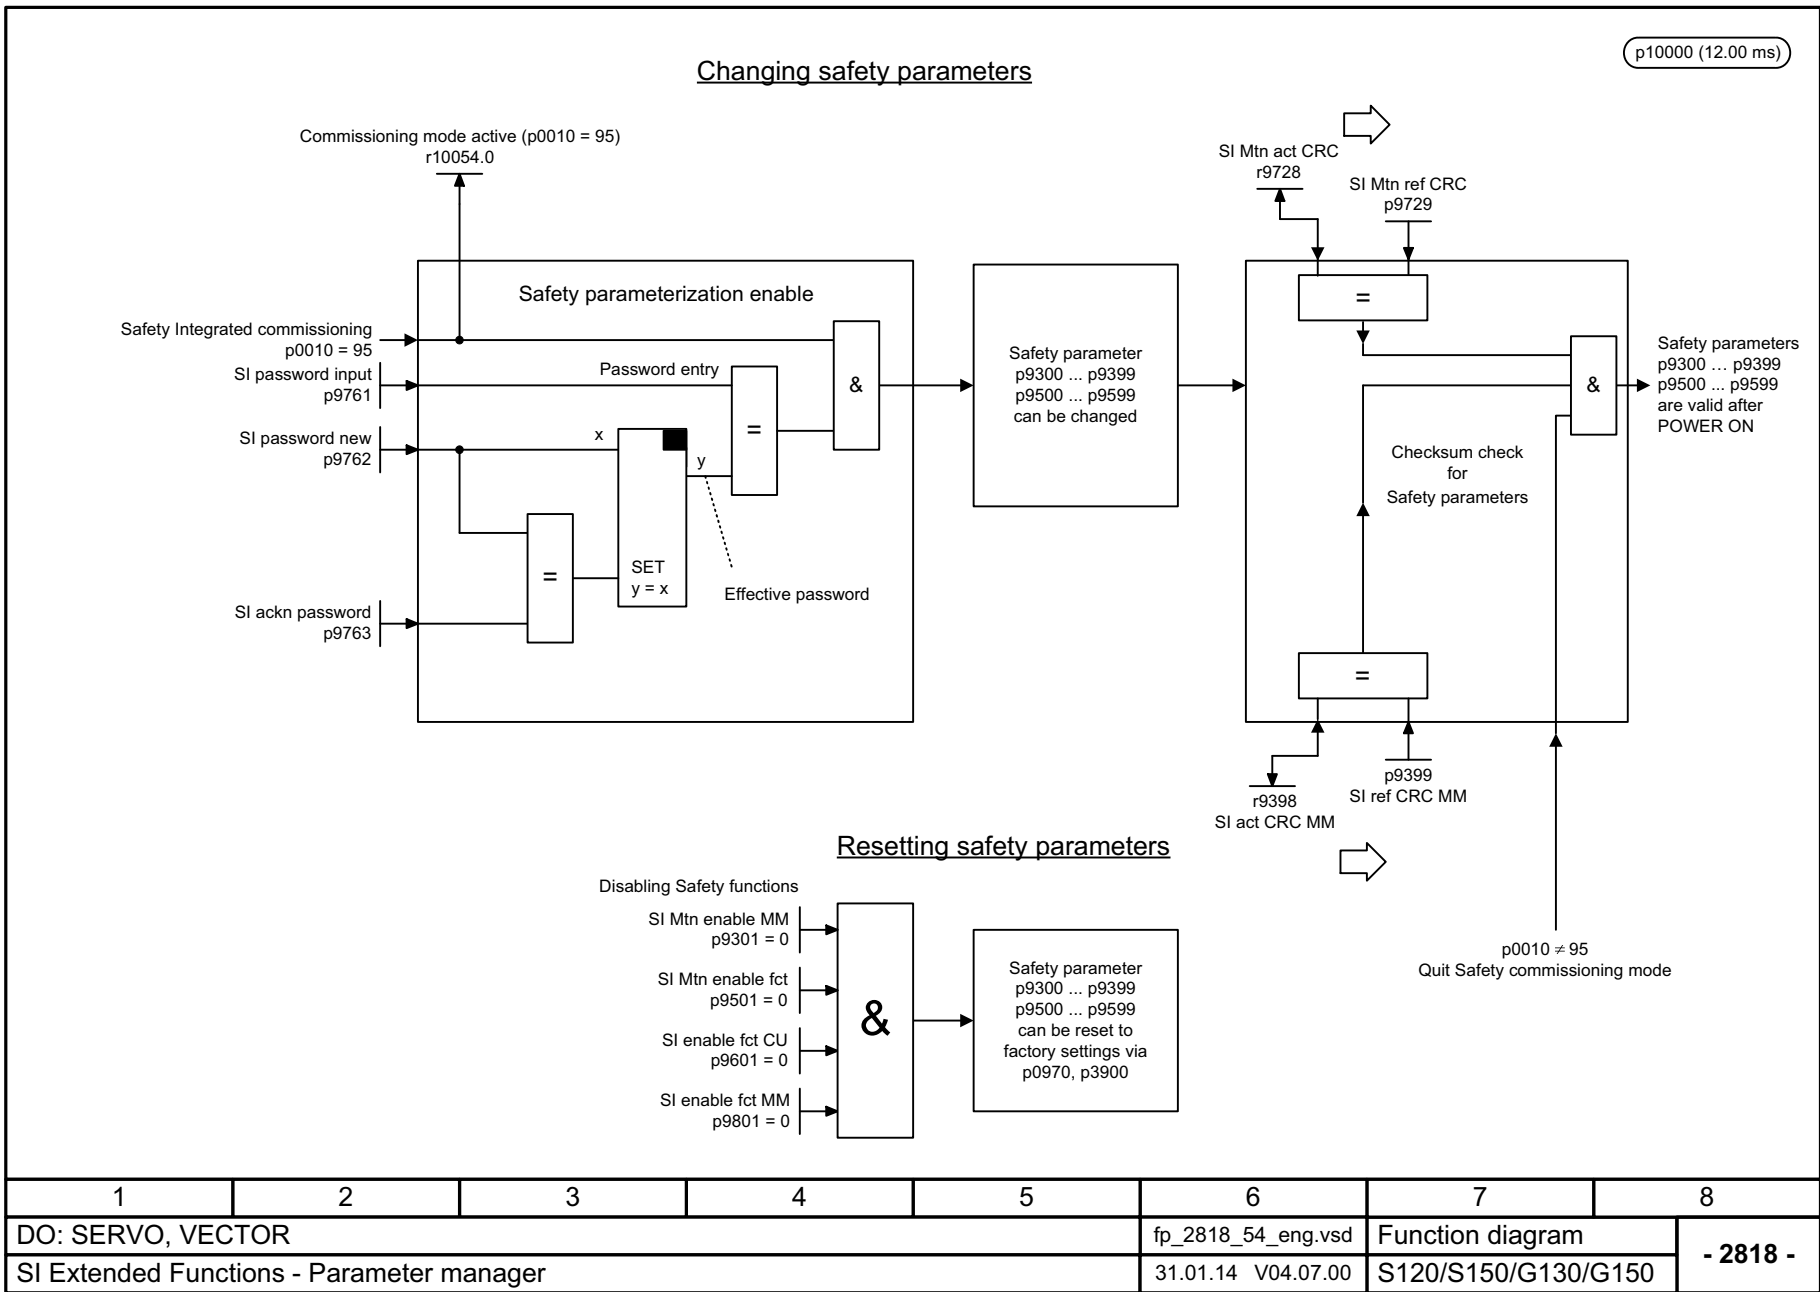 p10000 (12.00 ms)
Changing safety parameters
Commissioning mode active (p0010 = 95)
r10054.0
SI Mtn act CRC
r9728
SI Mtn ref CRC
p9729
Safety parameterization enable
=
Safety Integrated commissioning
p0010 = 95
SI password input
p9761
Password entry
&
=
SI password new
p9762
x
y
SET
y = x
=
Effective password
SI ackn password
p9763
Safety parameter
p9300 ... p9399
p9500 ... p9599
can be changed
&
Safety parameters
p9300 ... p9399
p9500 ... p9599
are valid after
POWER ON
Checksum check
for
Safety parameters
=
r9398
SI act CRC MM
p9399
SI ref CRC MM
p0010 ≠ 95
Quit Safety commissioning mode
Resetting safety parameters
Disabling Safety functions
SI Mtn enable MM
p9301 = 0
SI Mtn enable fct
p9501 = 0
SI enable fct CU
p9601 = 0
SI enable fct MM
p9801 = 0
&
Safety parameter
p9300 ... p9399
p9500 ... p9599
can be reset to
factory settings via
p0970, p3900
1 2 3 4 5 6 7 8
DO: SERVO, VECTOR
fp_2818_54_eng.vsd
Function diagram
- 2818 -
SI Extended Functions - Parameter manager
31.01.14 V04.07.00
S120/S150/G130/G150